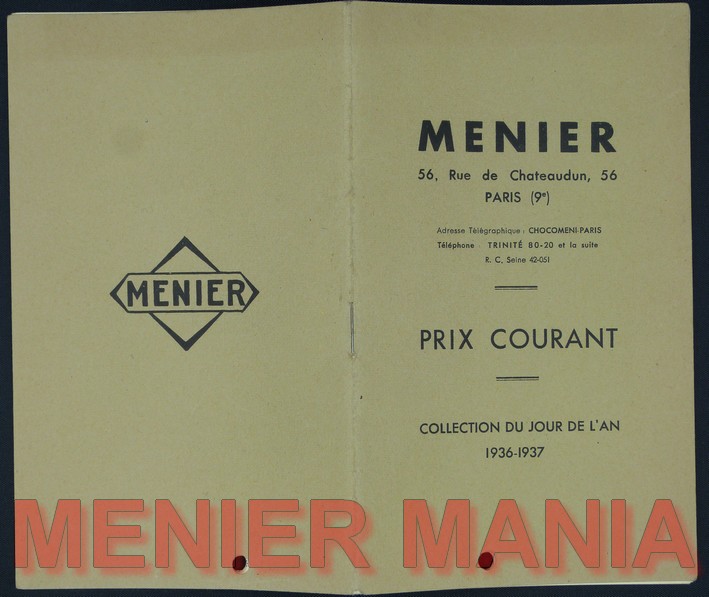 MENIER
MENIER
56, Rue de Chateaudun, 56
PARIS (9e)
Adresse Télégraphique : CHOCOMENI-PARIS
Téléphone : TRINITÉ 80-20 et la suite
R. C. Seine 42-051
PRIX COURANT
COLLECTION DU JOUR DE L'AN
1936-1937
MENIER MANIA